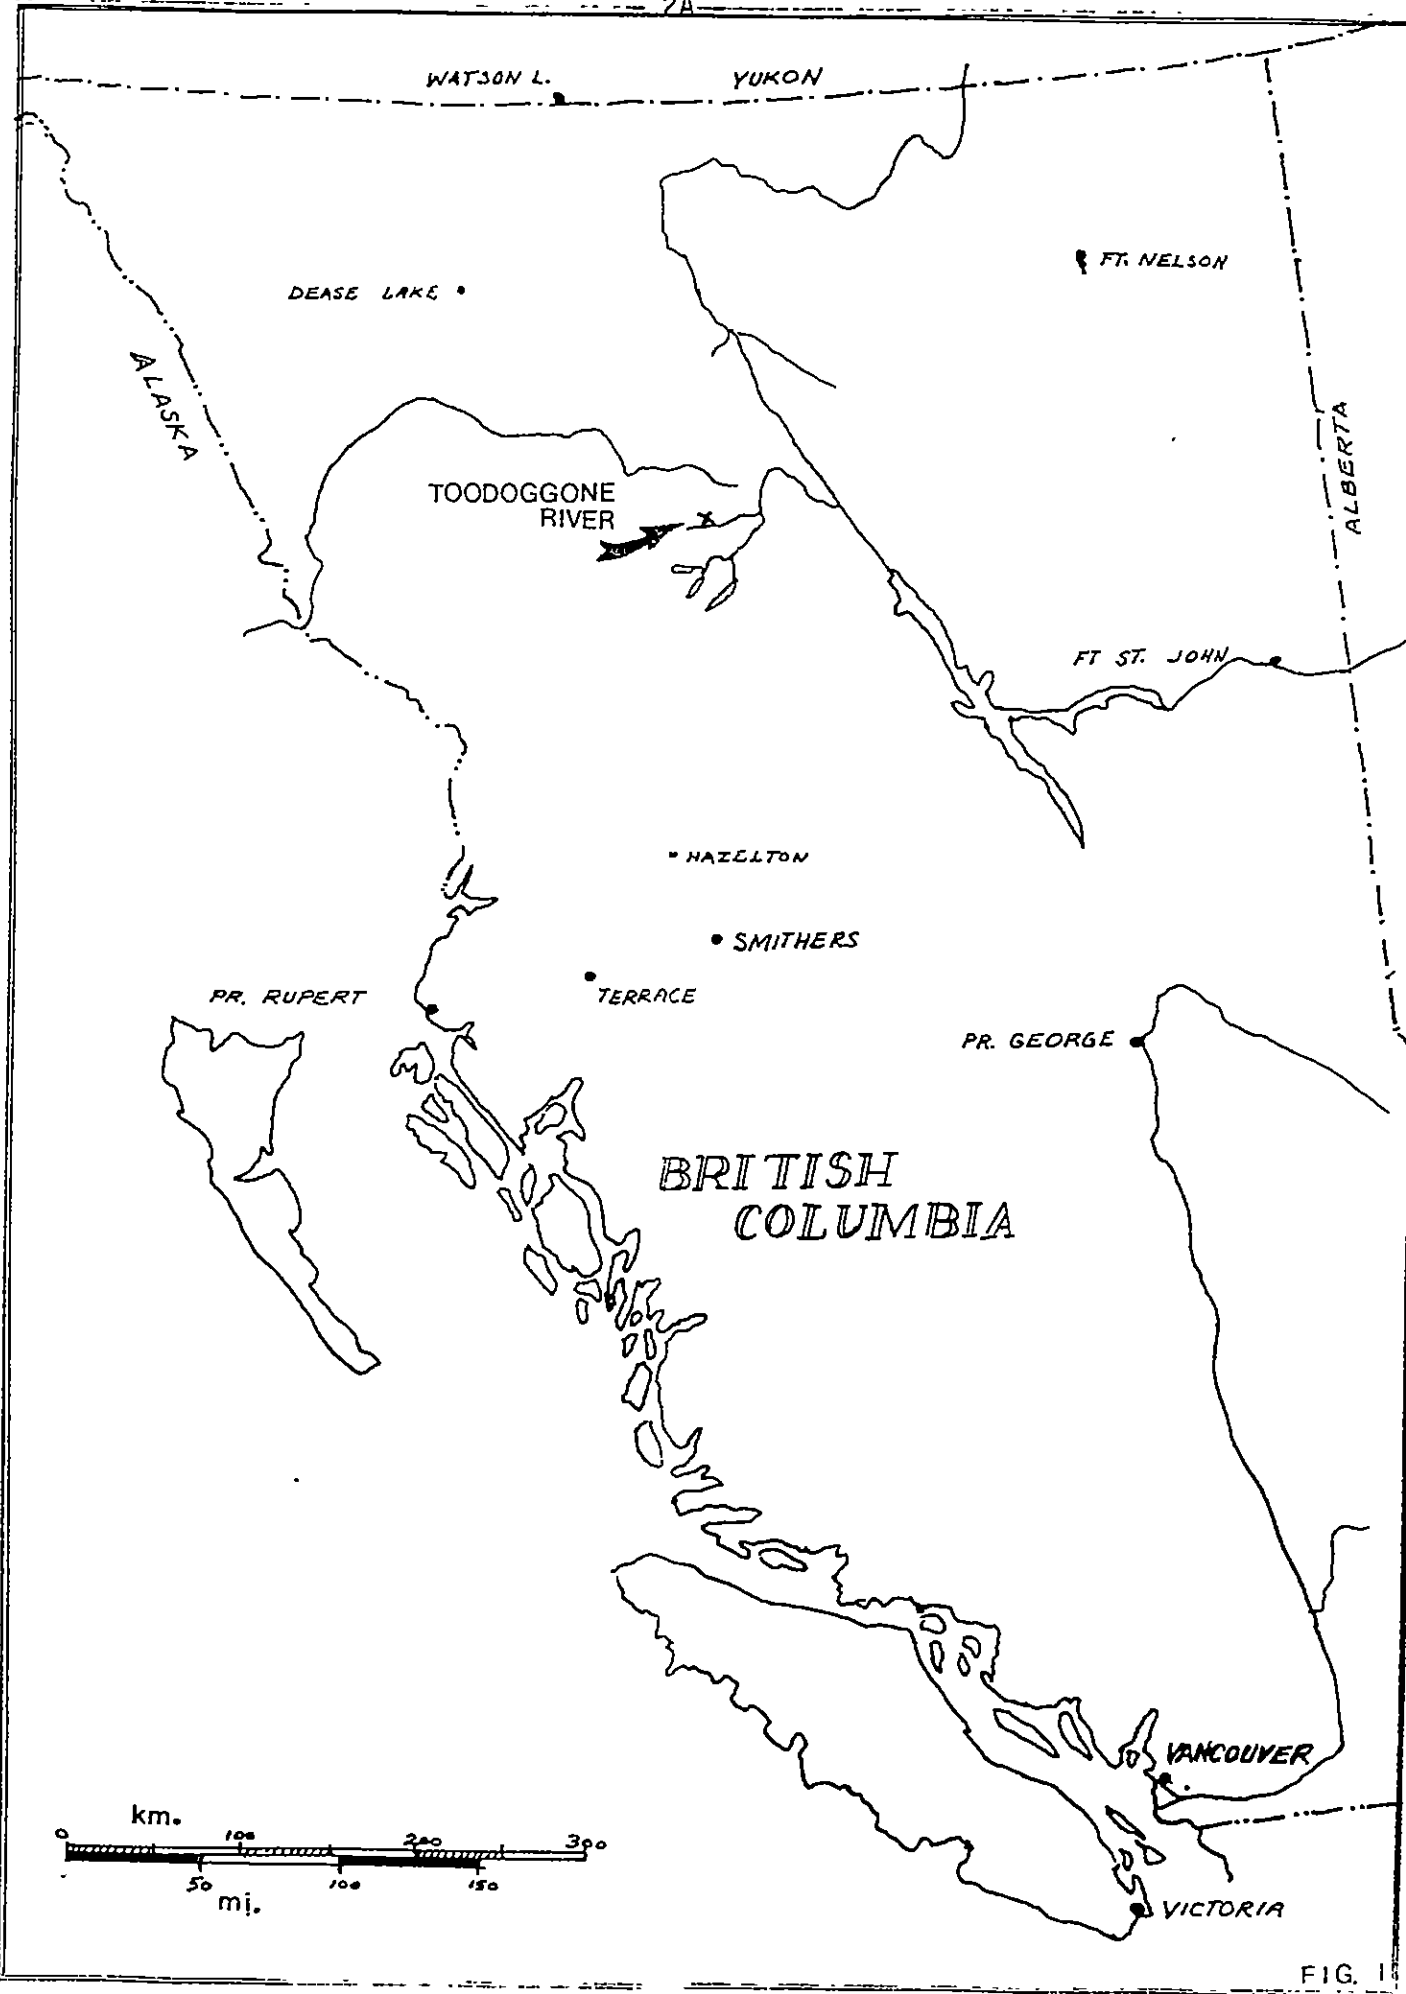 2A
WATSON L.
YUKON
FT. NELSON
DEASE LAKE
ALASKA
ALBERTA
TOODOGGONE
RIVER
X
FT ST. JOHN
HAZELTON
SMITHERS
TERRACE
PR. RUPERT
PR. GEORGE
BRITISH
COLUMBIA
VANCOUVER
km.
0 100 200 300
50 100 150
mi.
VICTORIA
FIG. 1